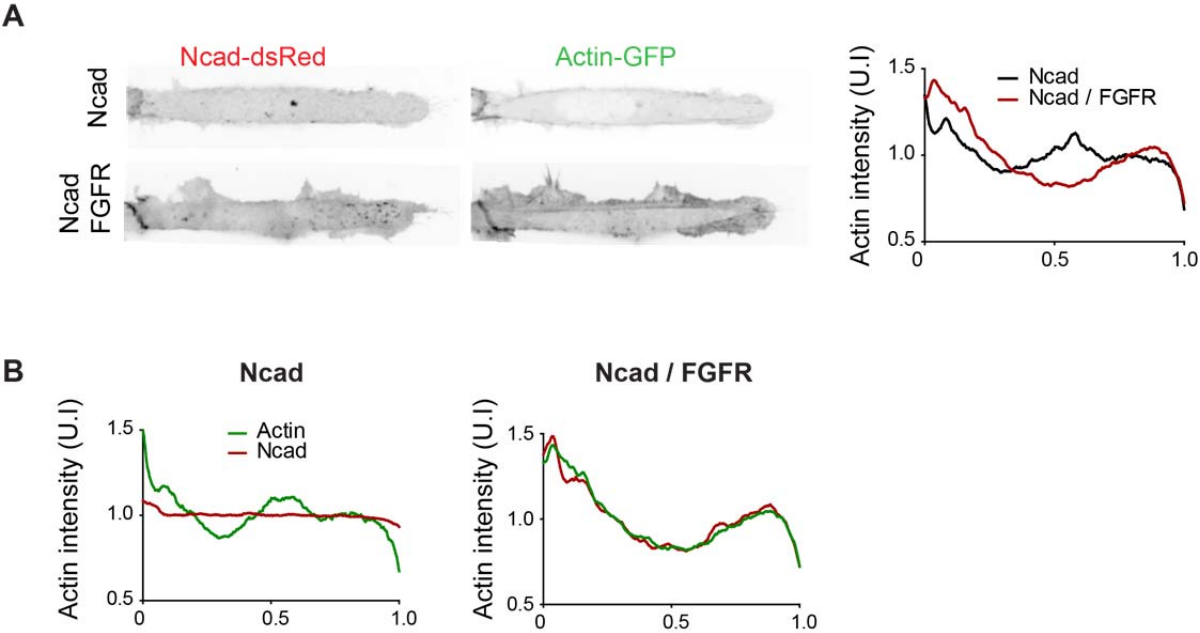 A
Ncad-dsRed
Actin-GFP
Ncad
Ncad
FGFR
Actin intensity (U.I)
1.5
1.0
0.5
0
0.5
1.0
Ncad
Ncad / FGFR
B
Ncad
Actin intensity (U.I)
1.5
1.0
0.5
0
0.5
1.0
Actin
Ncad
Ncad / FGFR
Actin intensity (U.I)
1.5
1.0
0.5
0
0.5
1.0